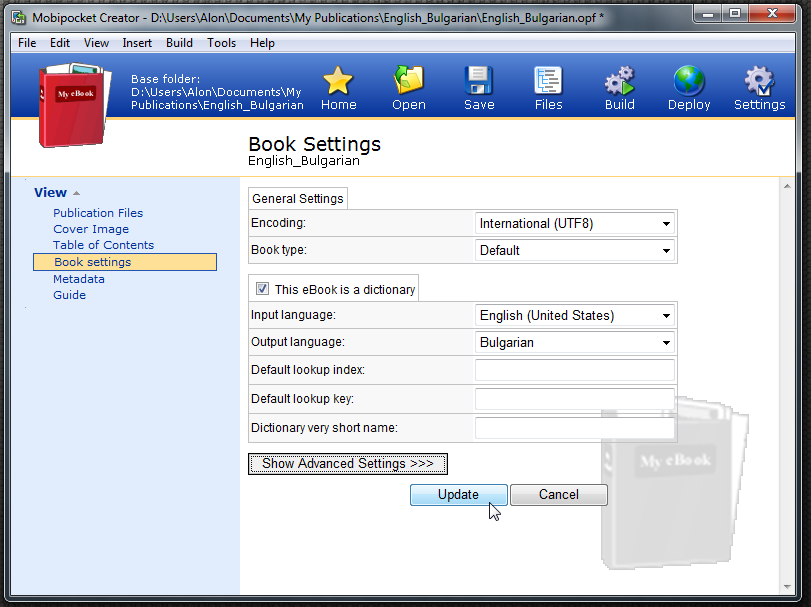 Mobipocket Creator - D:\Users\Alon\Documents\My Publications\English_Bulgarian\English_Bulgarian.opf *
File Edit View Insert Build Tools Help
My eBook
Base folder:
D:\Users\Alon\Documents\My
Publications\English_Bulgarian
Home Open Save Files Build Deploy Settings
Book Settings
English_Bulgarian
View
Publication Files
Cover Image
Table of Contents
Book settings
Metadata
Guide
General Settings
Encoding: International (UTF8)
Book type: Default
This eBook is a dictionary
Input language: English (United States)
Output language: Bulgarian
Default lookup index:
Default lookup key:
Dictionary very short name:
Show Advanced Settings >>>
Update Cancel
My eBook